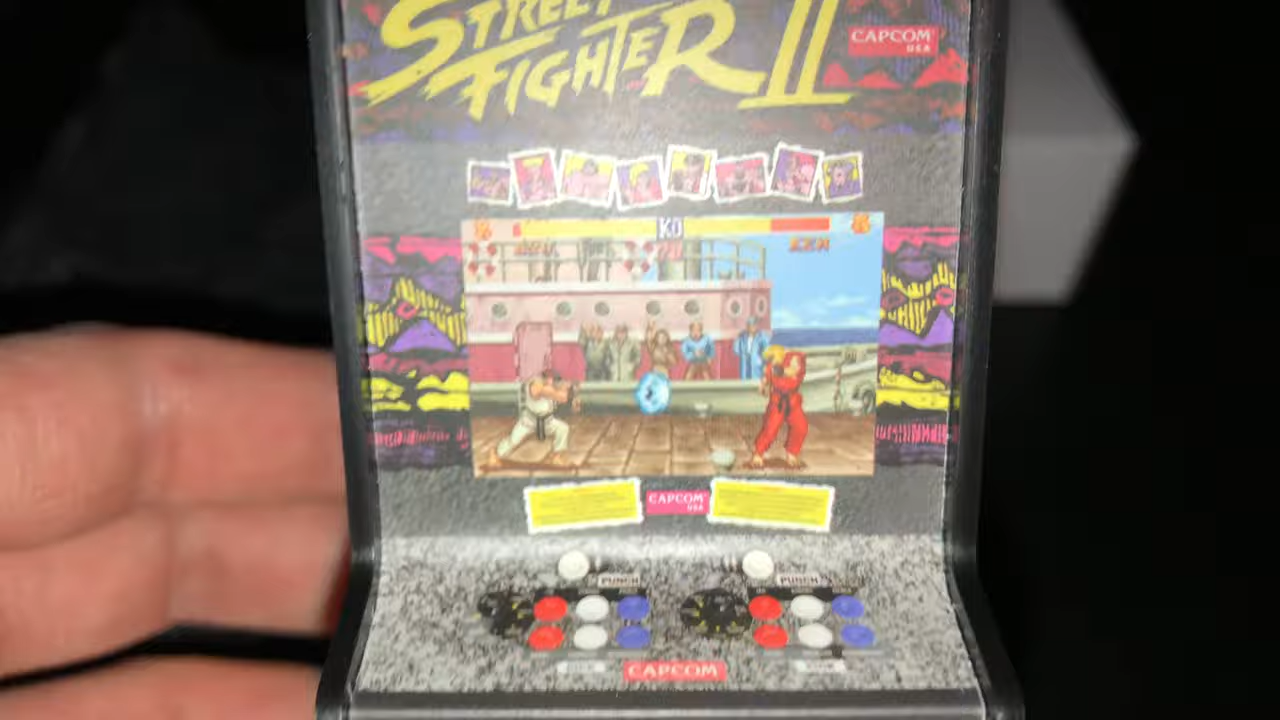 STREET
FIGHTER II
CAPCOM
USA
KO
KEN
CAPCOM
USA
PUNCH
PUNCH
CAPCOM